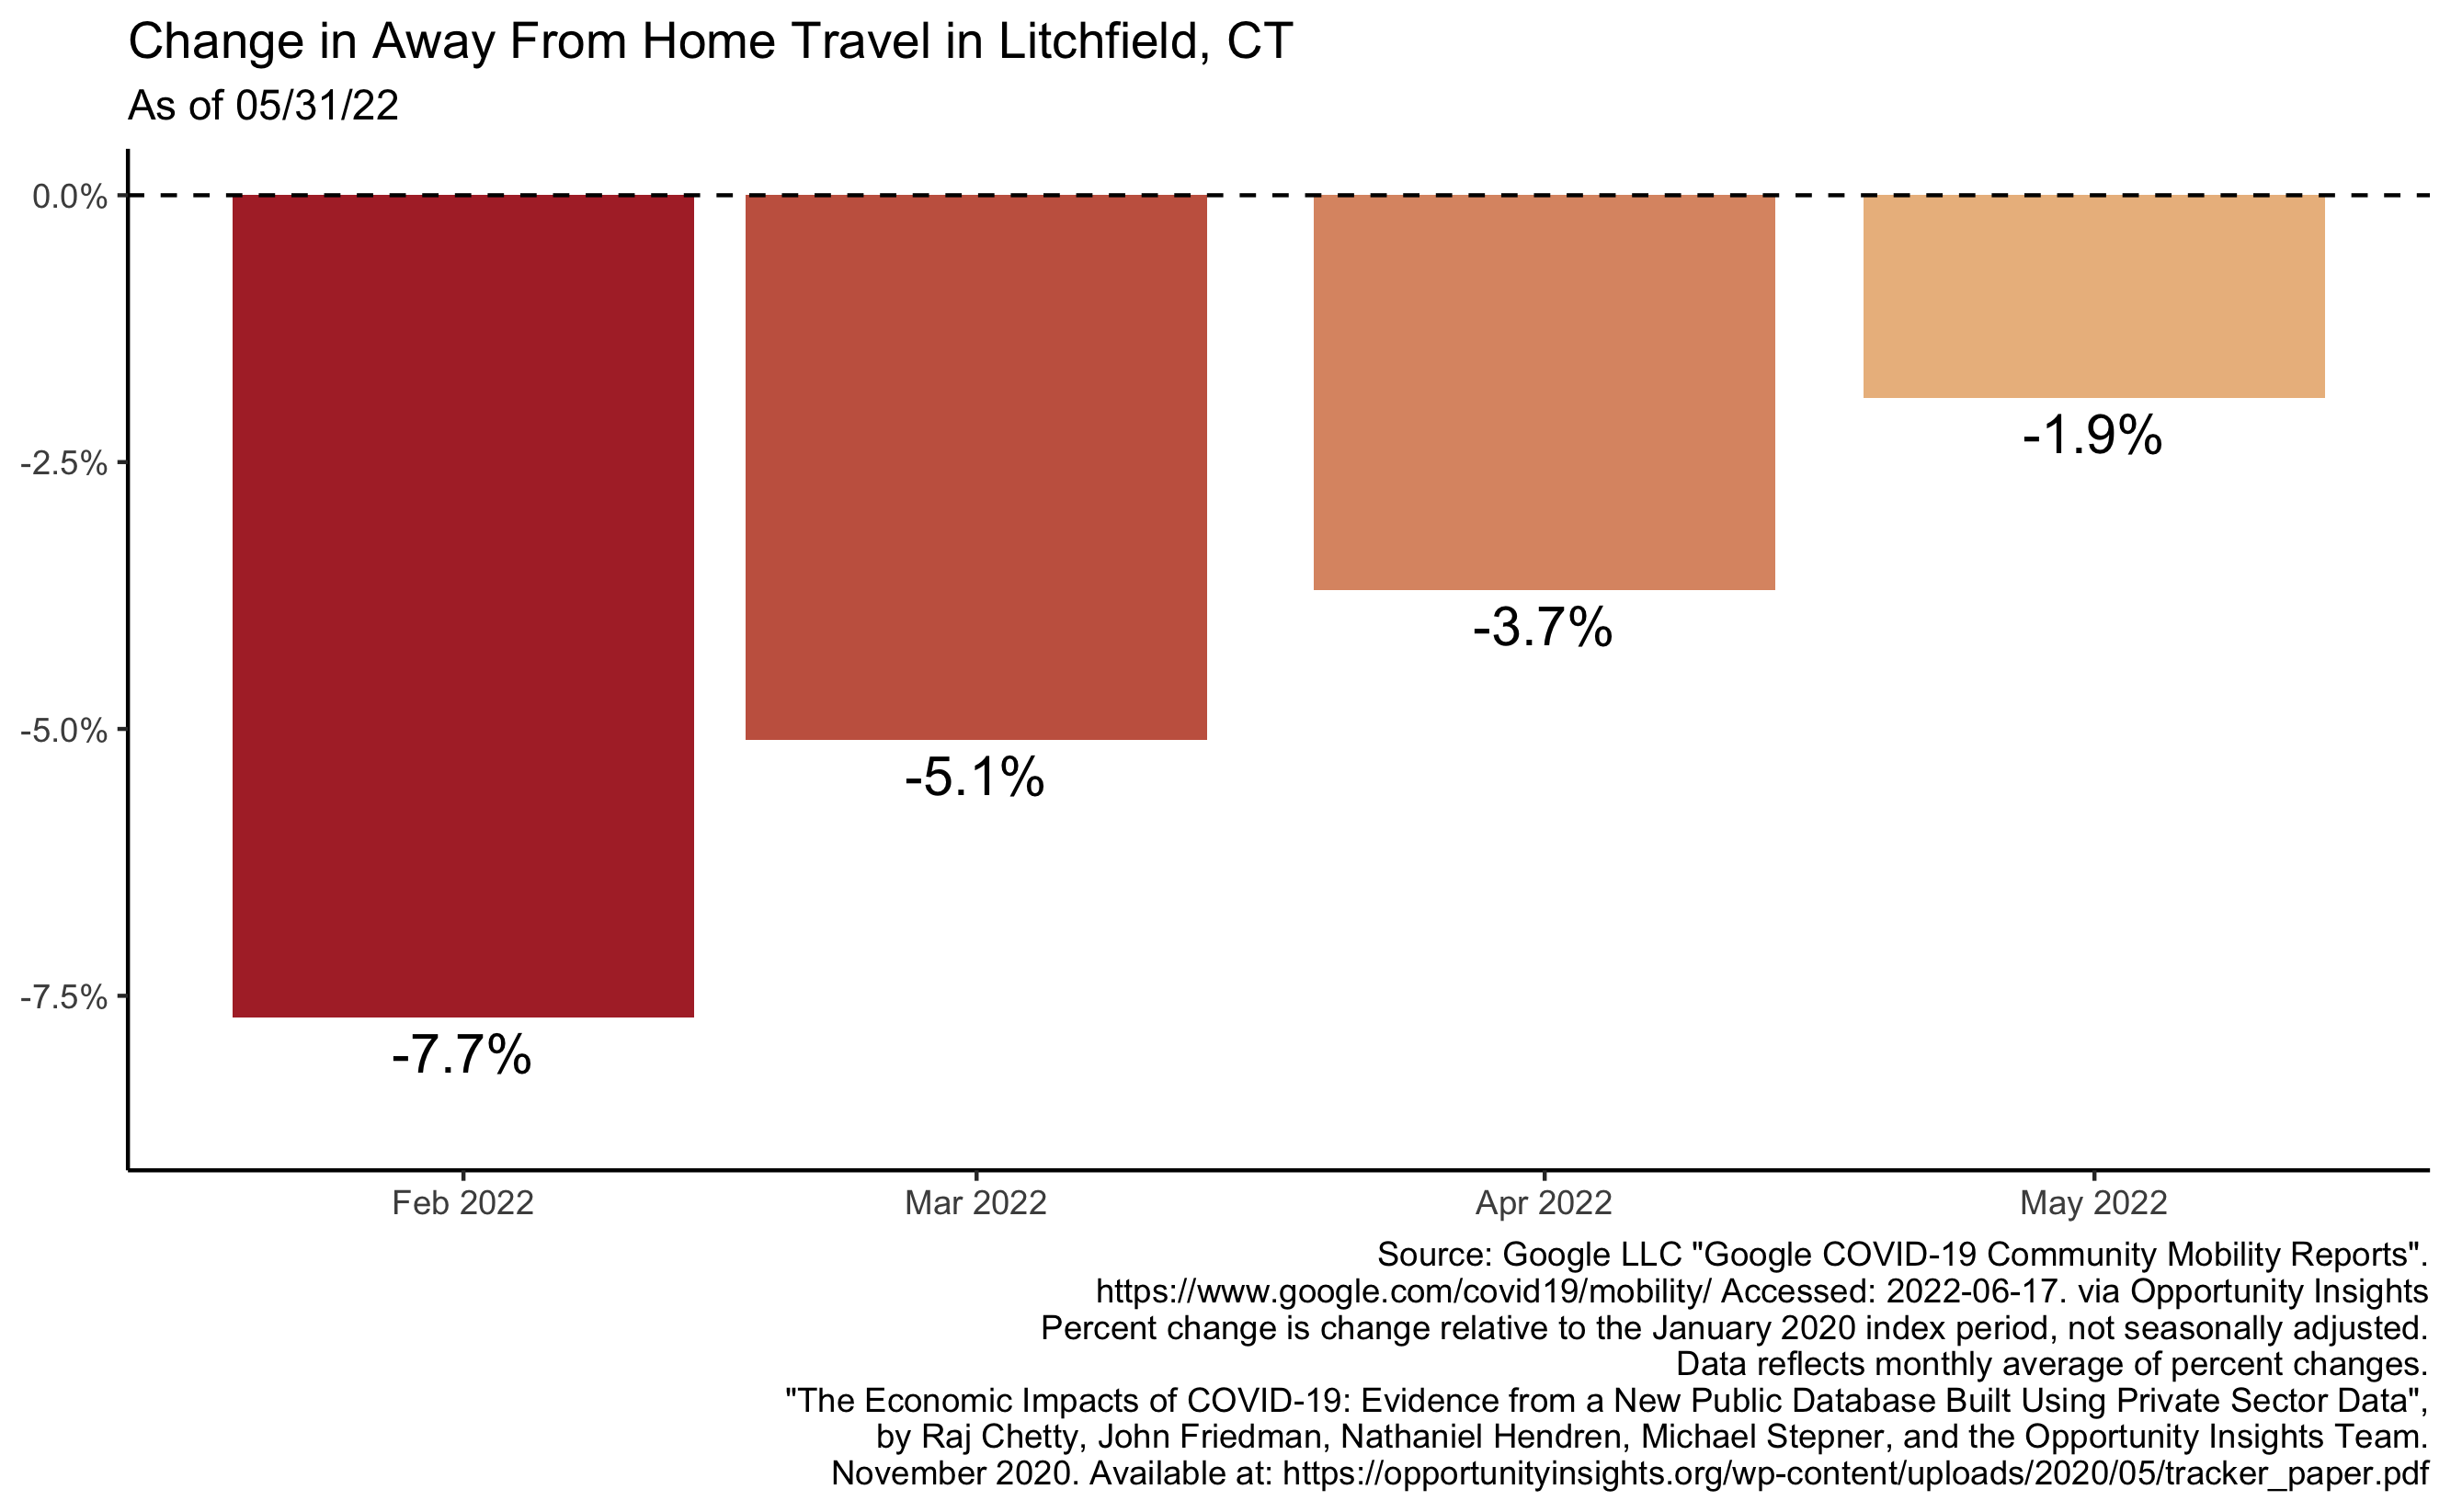 Change in Away From Home Travel in Litchfield, CT
As of 05/31/22
0.0%
-2.5%
-5.0%
-7.5%
-7.7%
-5.1%
-3.7%
-1.9%
Feb 2022
Mar 2022
Apr 2022
May 2022
Source: Google LLC "Google COVID-19 Community Mobility Reports".
https://www.google.com/covid19/mobility/ Accessed: 2022-06-17. via Opportunity Insights
Percent change is change relative to the January 2020 index period, not seasonally adjusted.
Data reflects monthly average of percent changes.
"The Economic Impacts of COVID-19: Evidence from a New Public Database Built Using Private Sector Data",
by Raj Chetty, John Friedman, Nathaniel Hendren, Michael Stepner, and the Opportunity Insights Team.
November 2020. Available at: https://opportunityinsights.org/wp-content/uploads/2020/05/tracker_paper.pdf